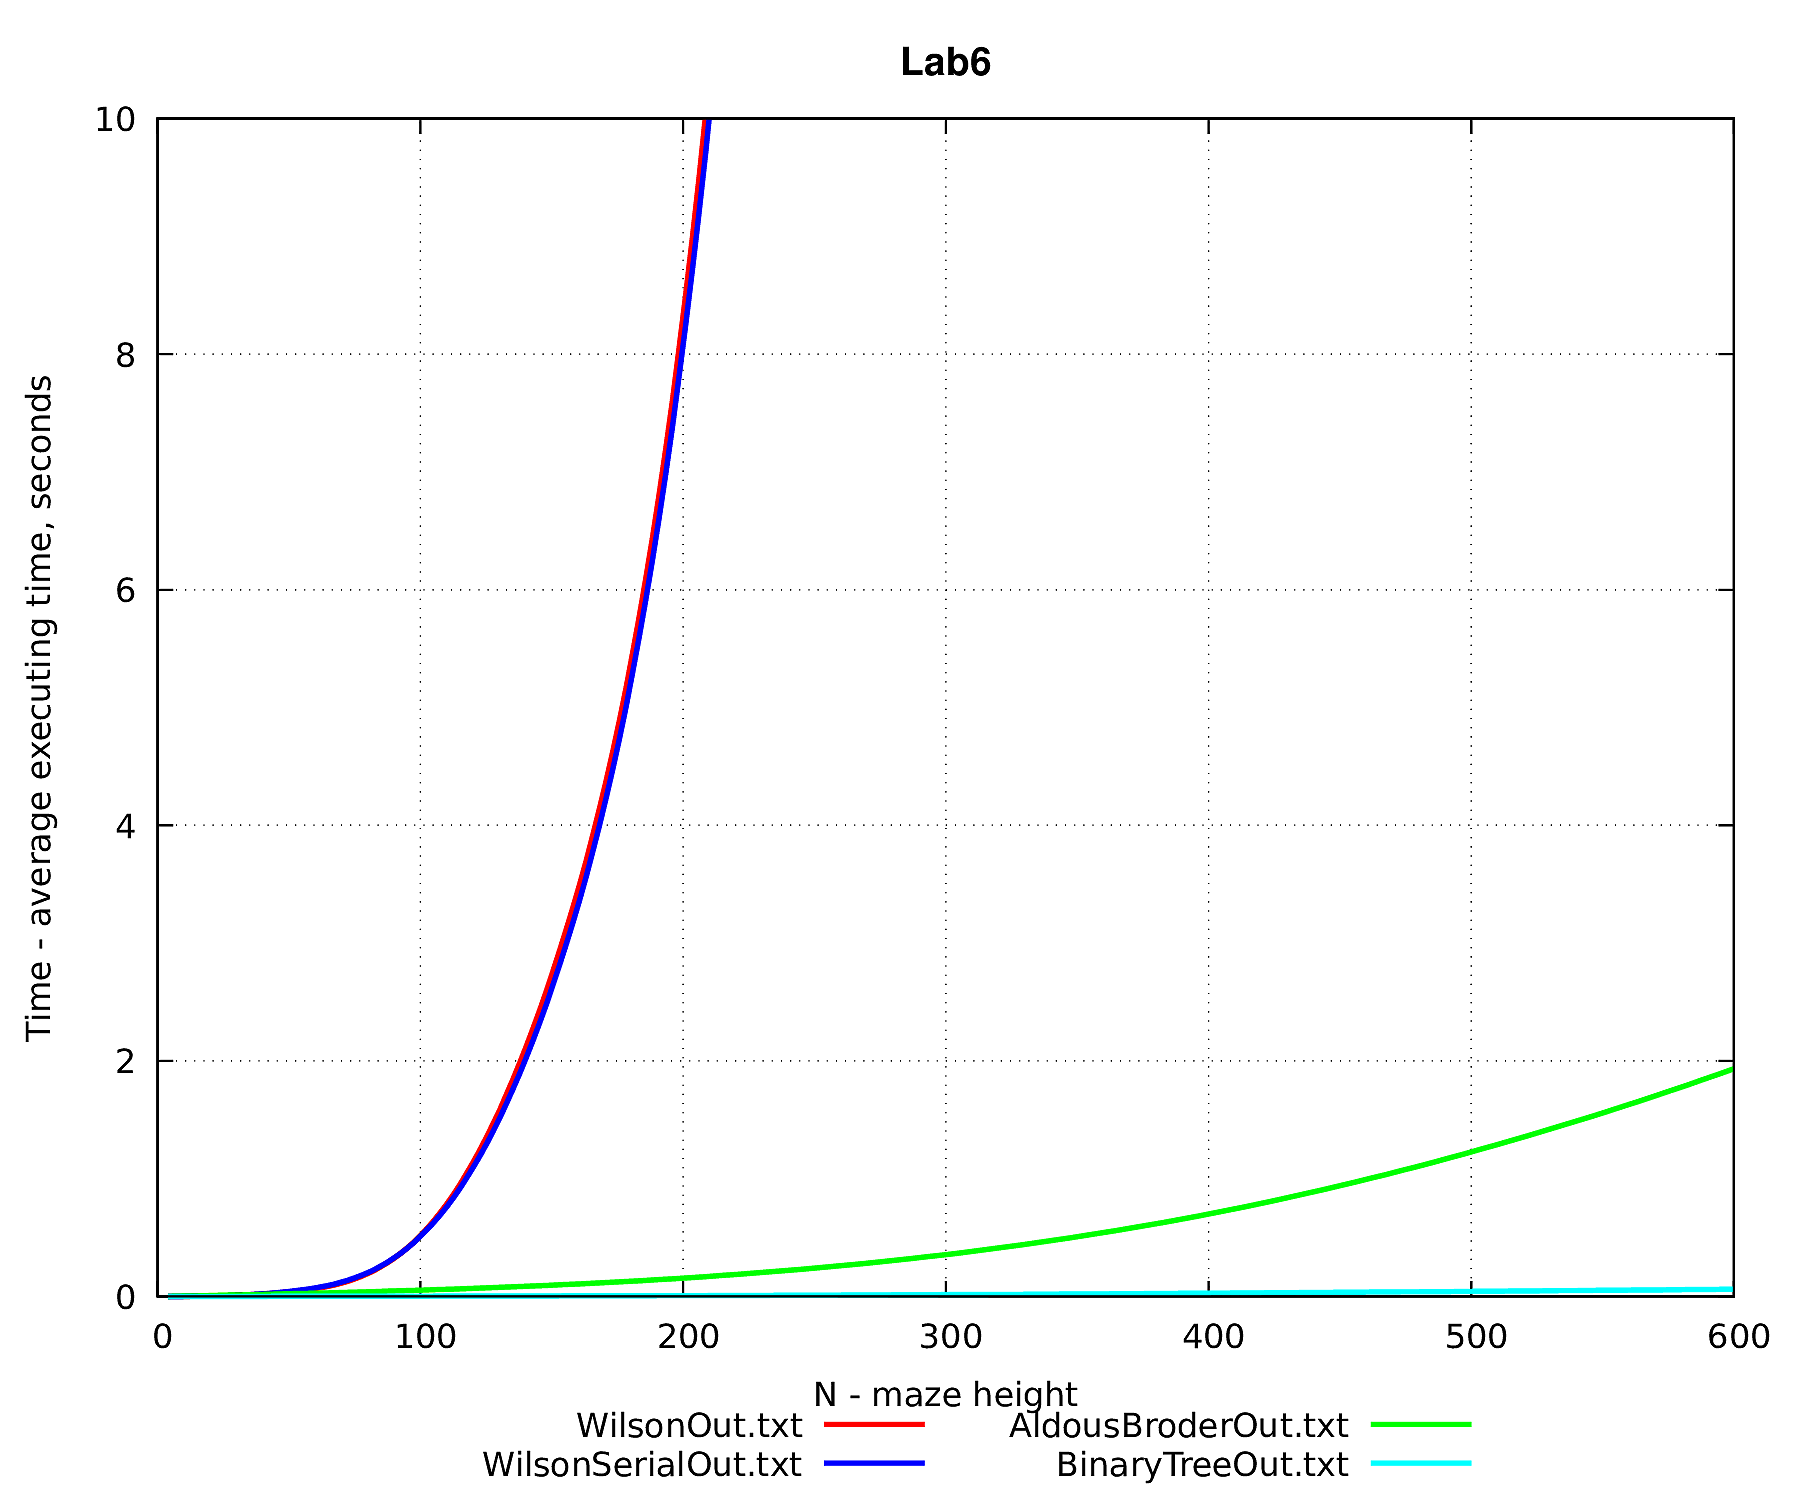 Lab6
10
8
6
4
2
0
Time - average executing time, seconds
0 100 200 300 400 500 600
N - maze height
WilsonOut.txt AldousBroderOut.txt
WilsonSerialOut.txt BinaryTreeOut.txt